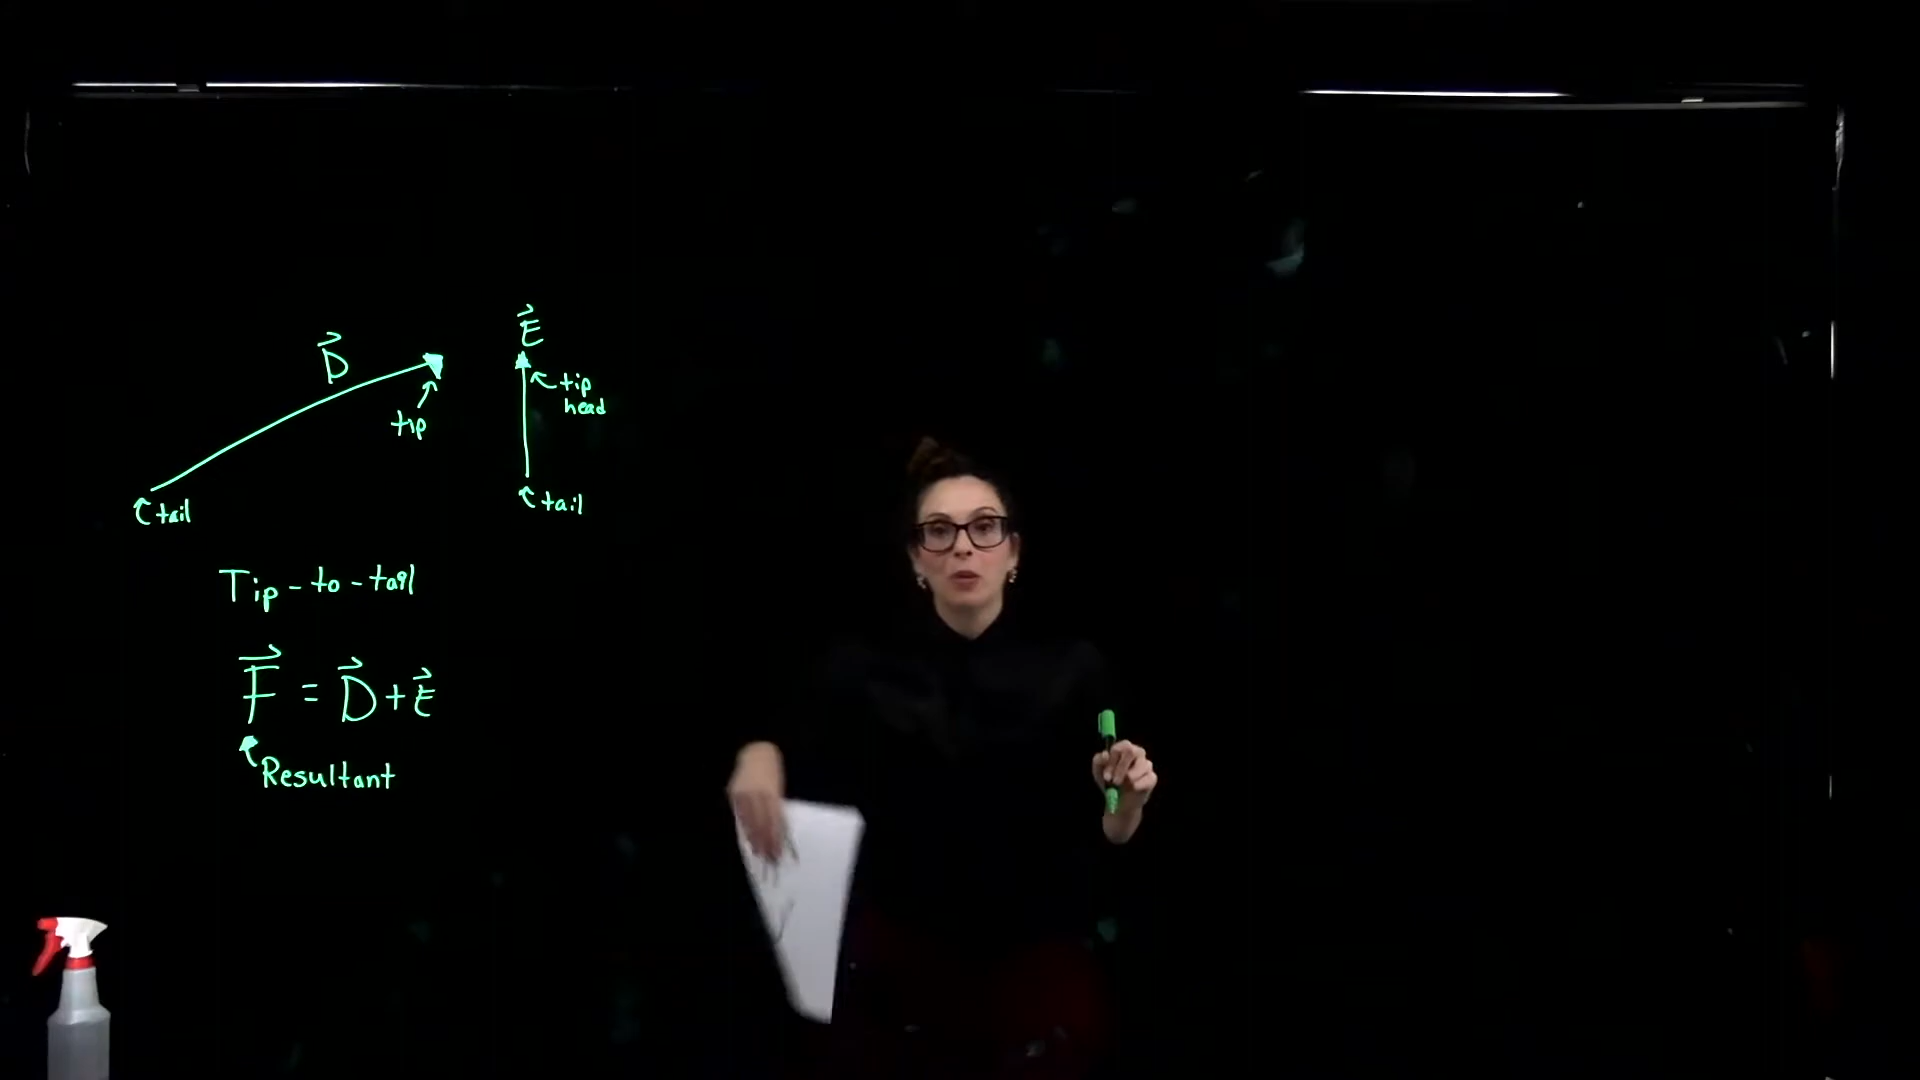 D
tip
tail
E
tip
head
tail
Tip-to-tail
F = D + E
Resultant